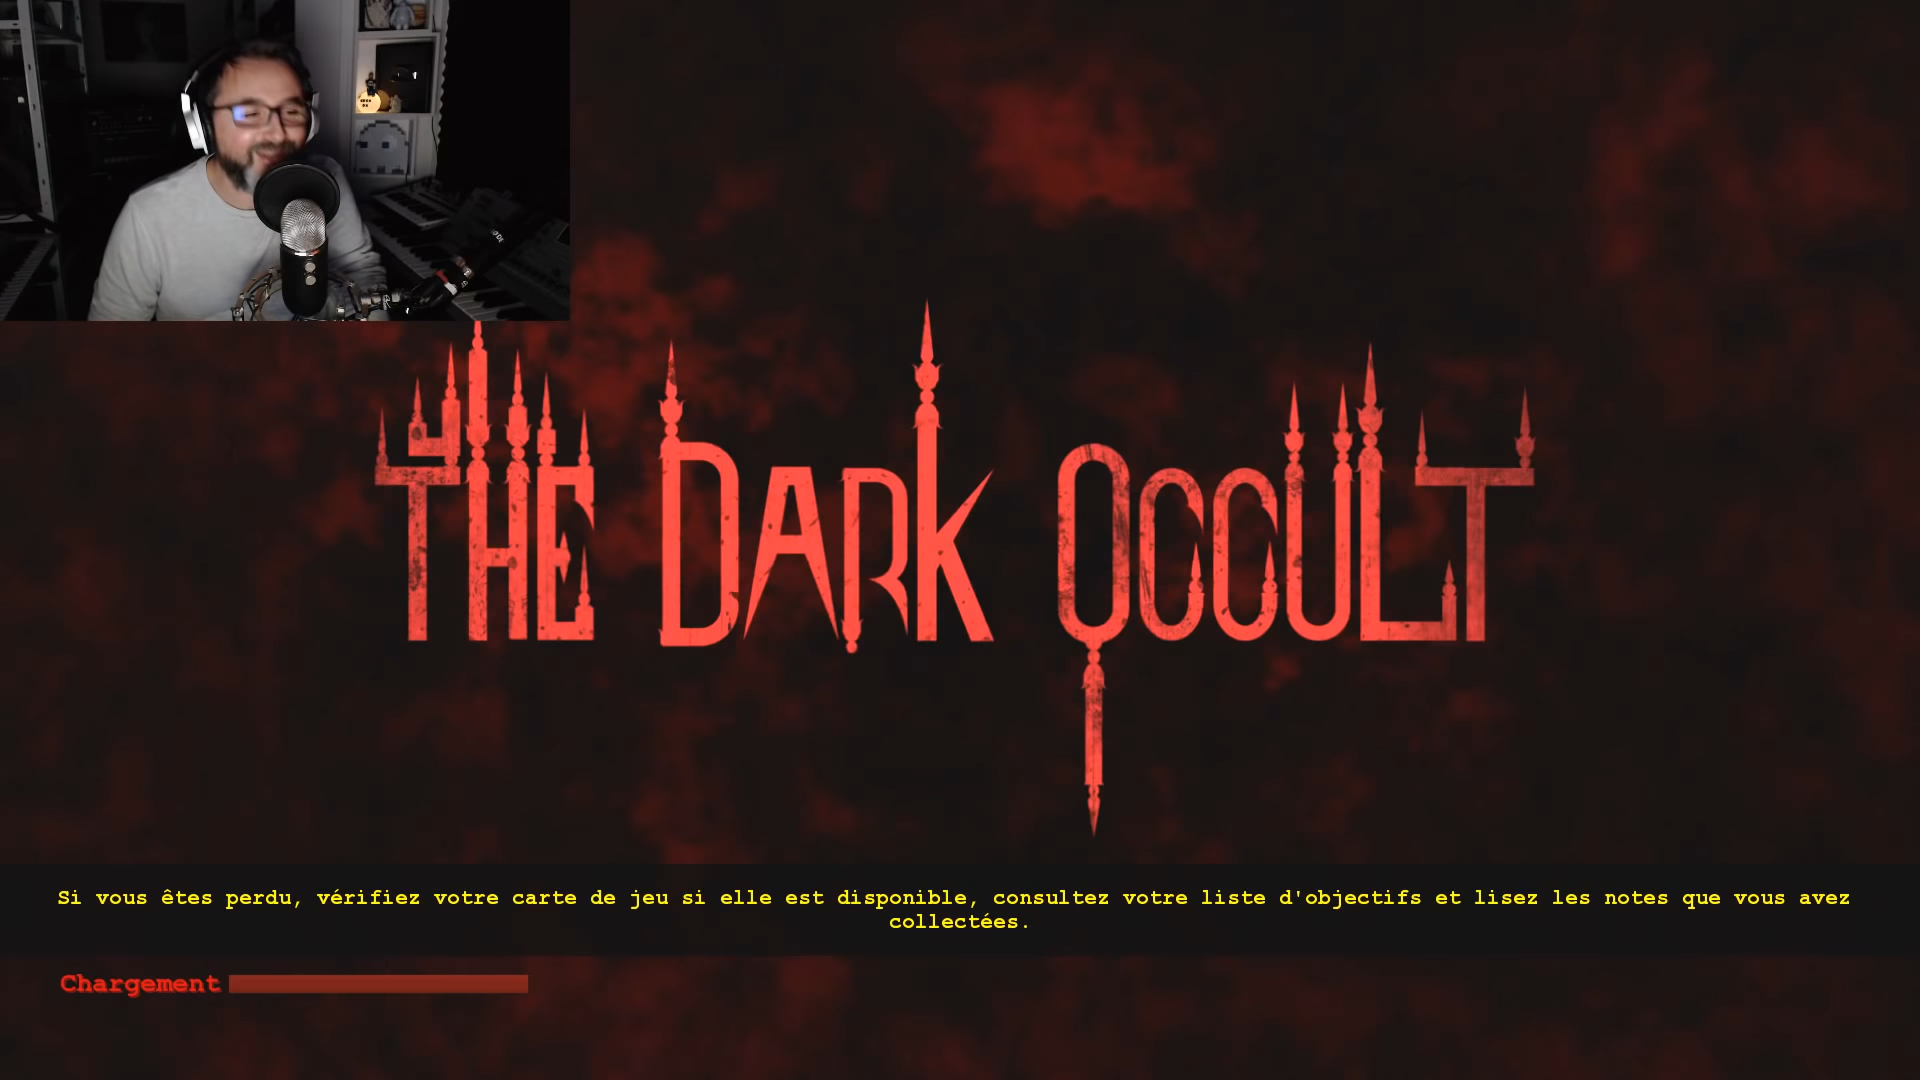 THE DARK OCCULT
Si vous êtes perdu, vérifiez votre carte de jeu si elle est disponible, consultez votre liste d'objectifs et lisez les notes que vous avez
collectées.
Chargement